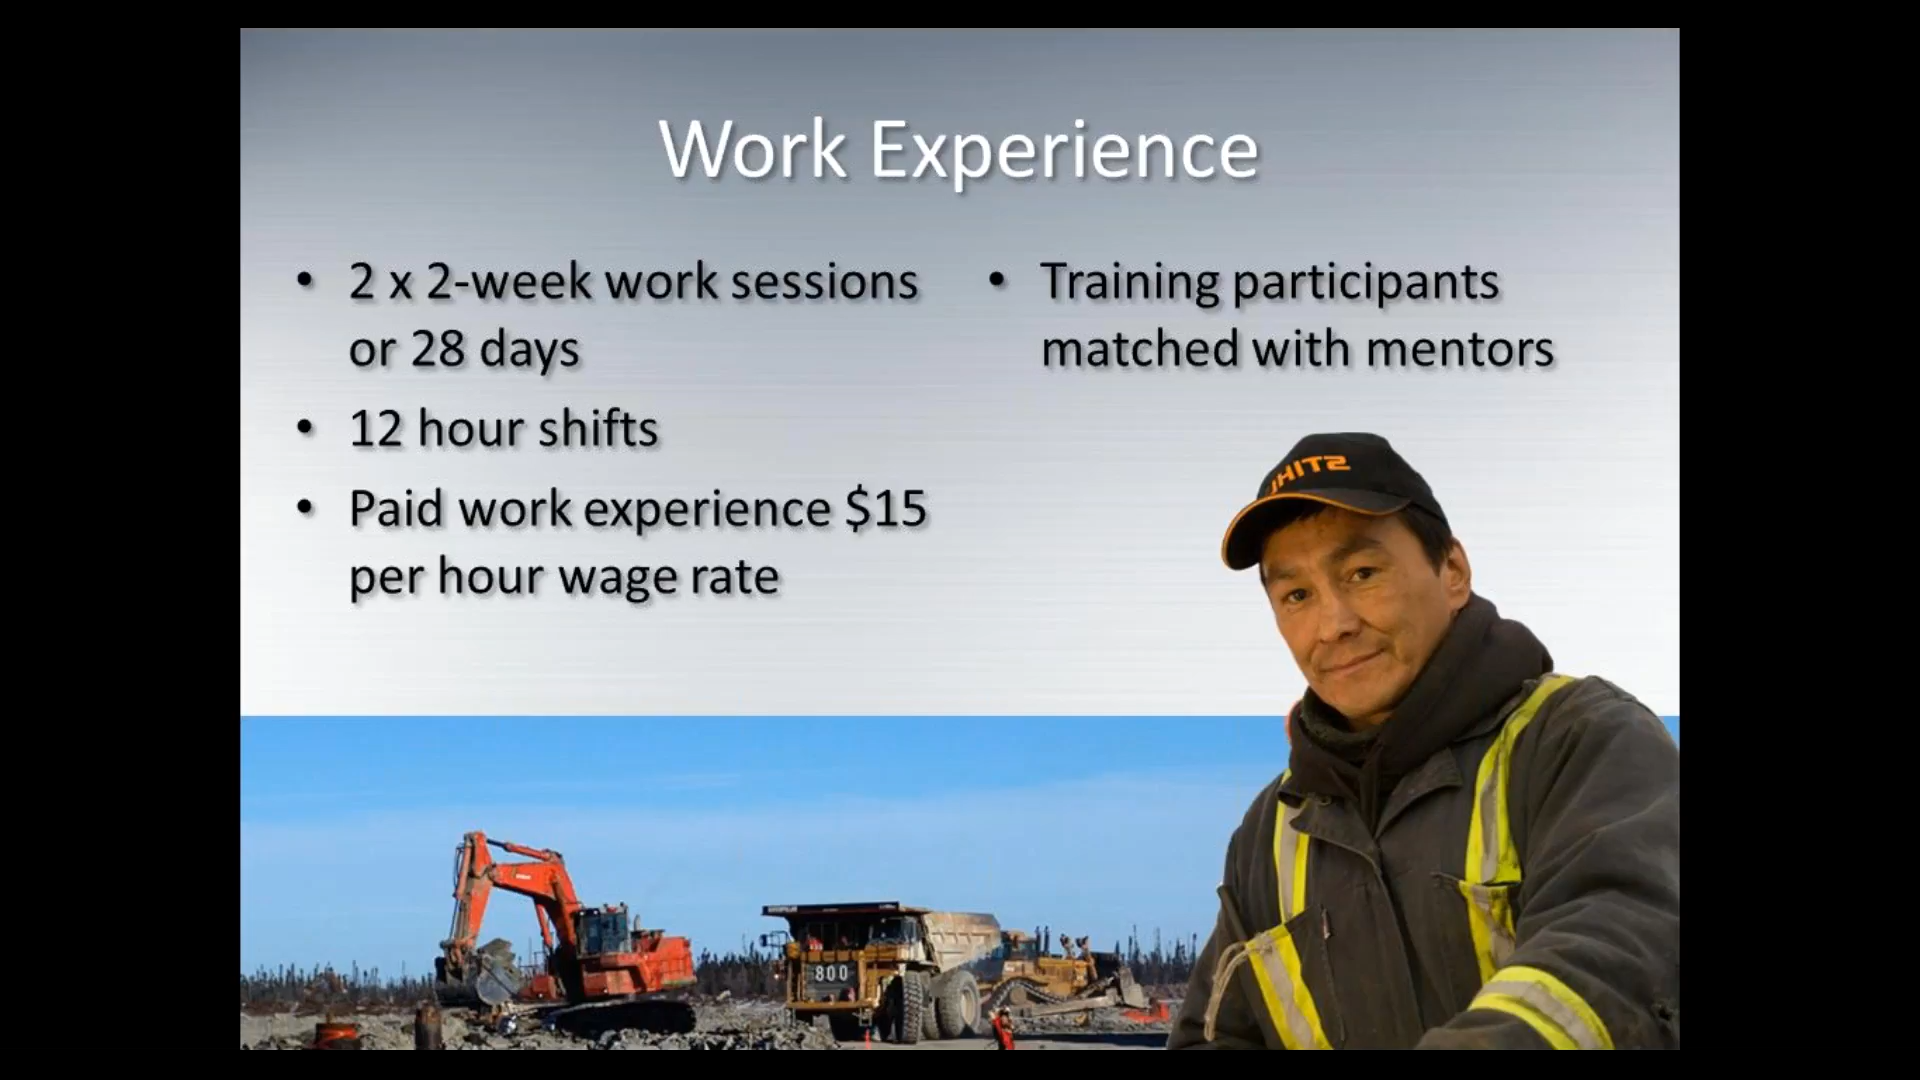 Work Experience
• 2 x 2-week work sessions
or 28 days
• 12 hour shifts
• Paid work experience $15
per hour wage rate
• Training participants
matched with mentors
800